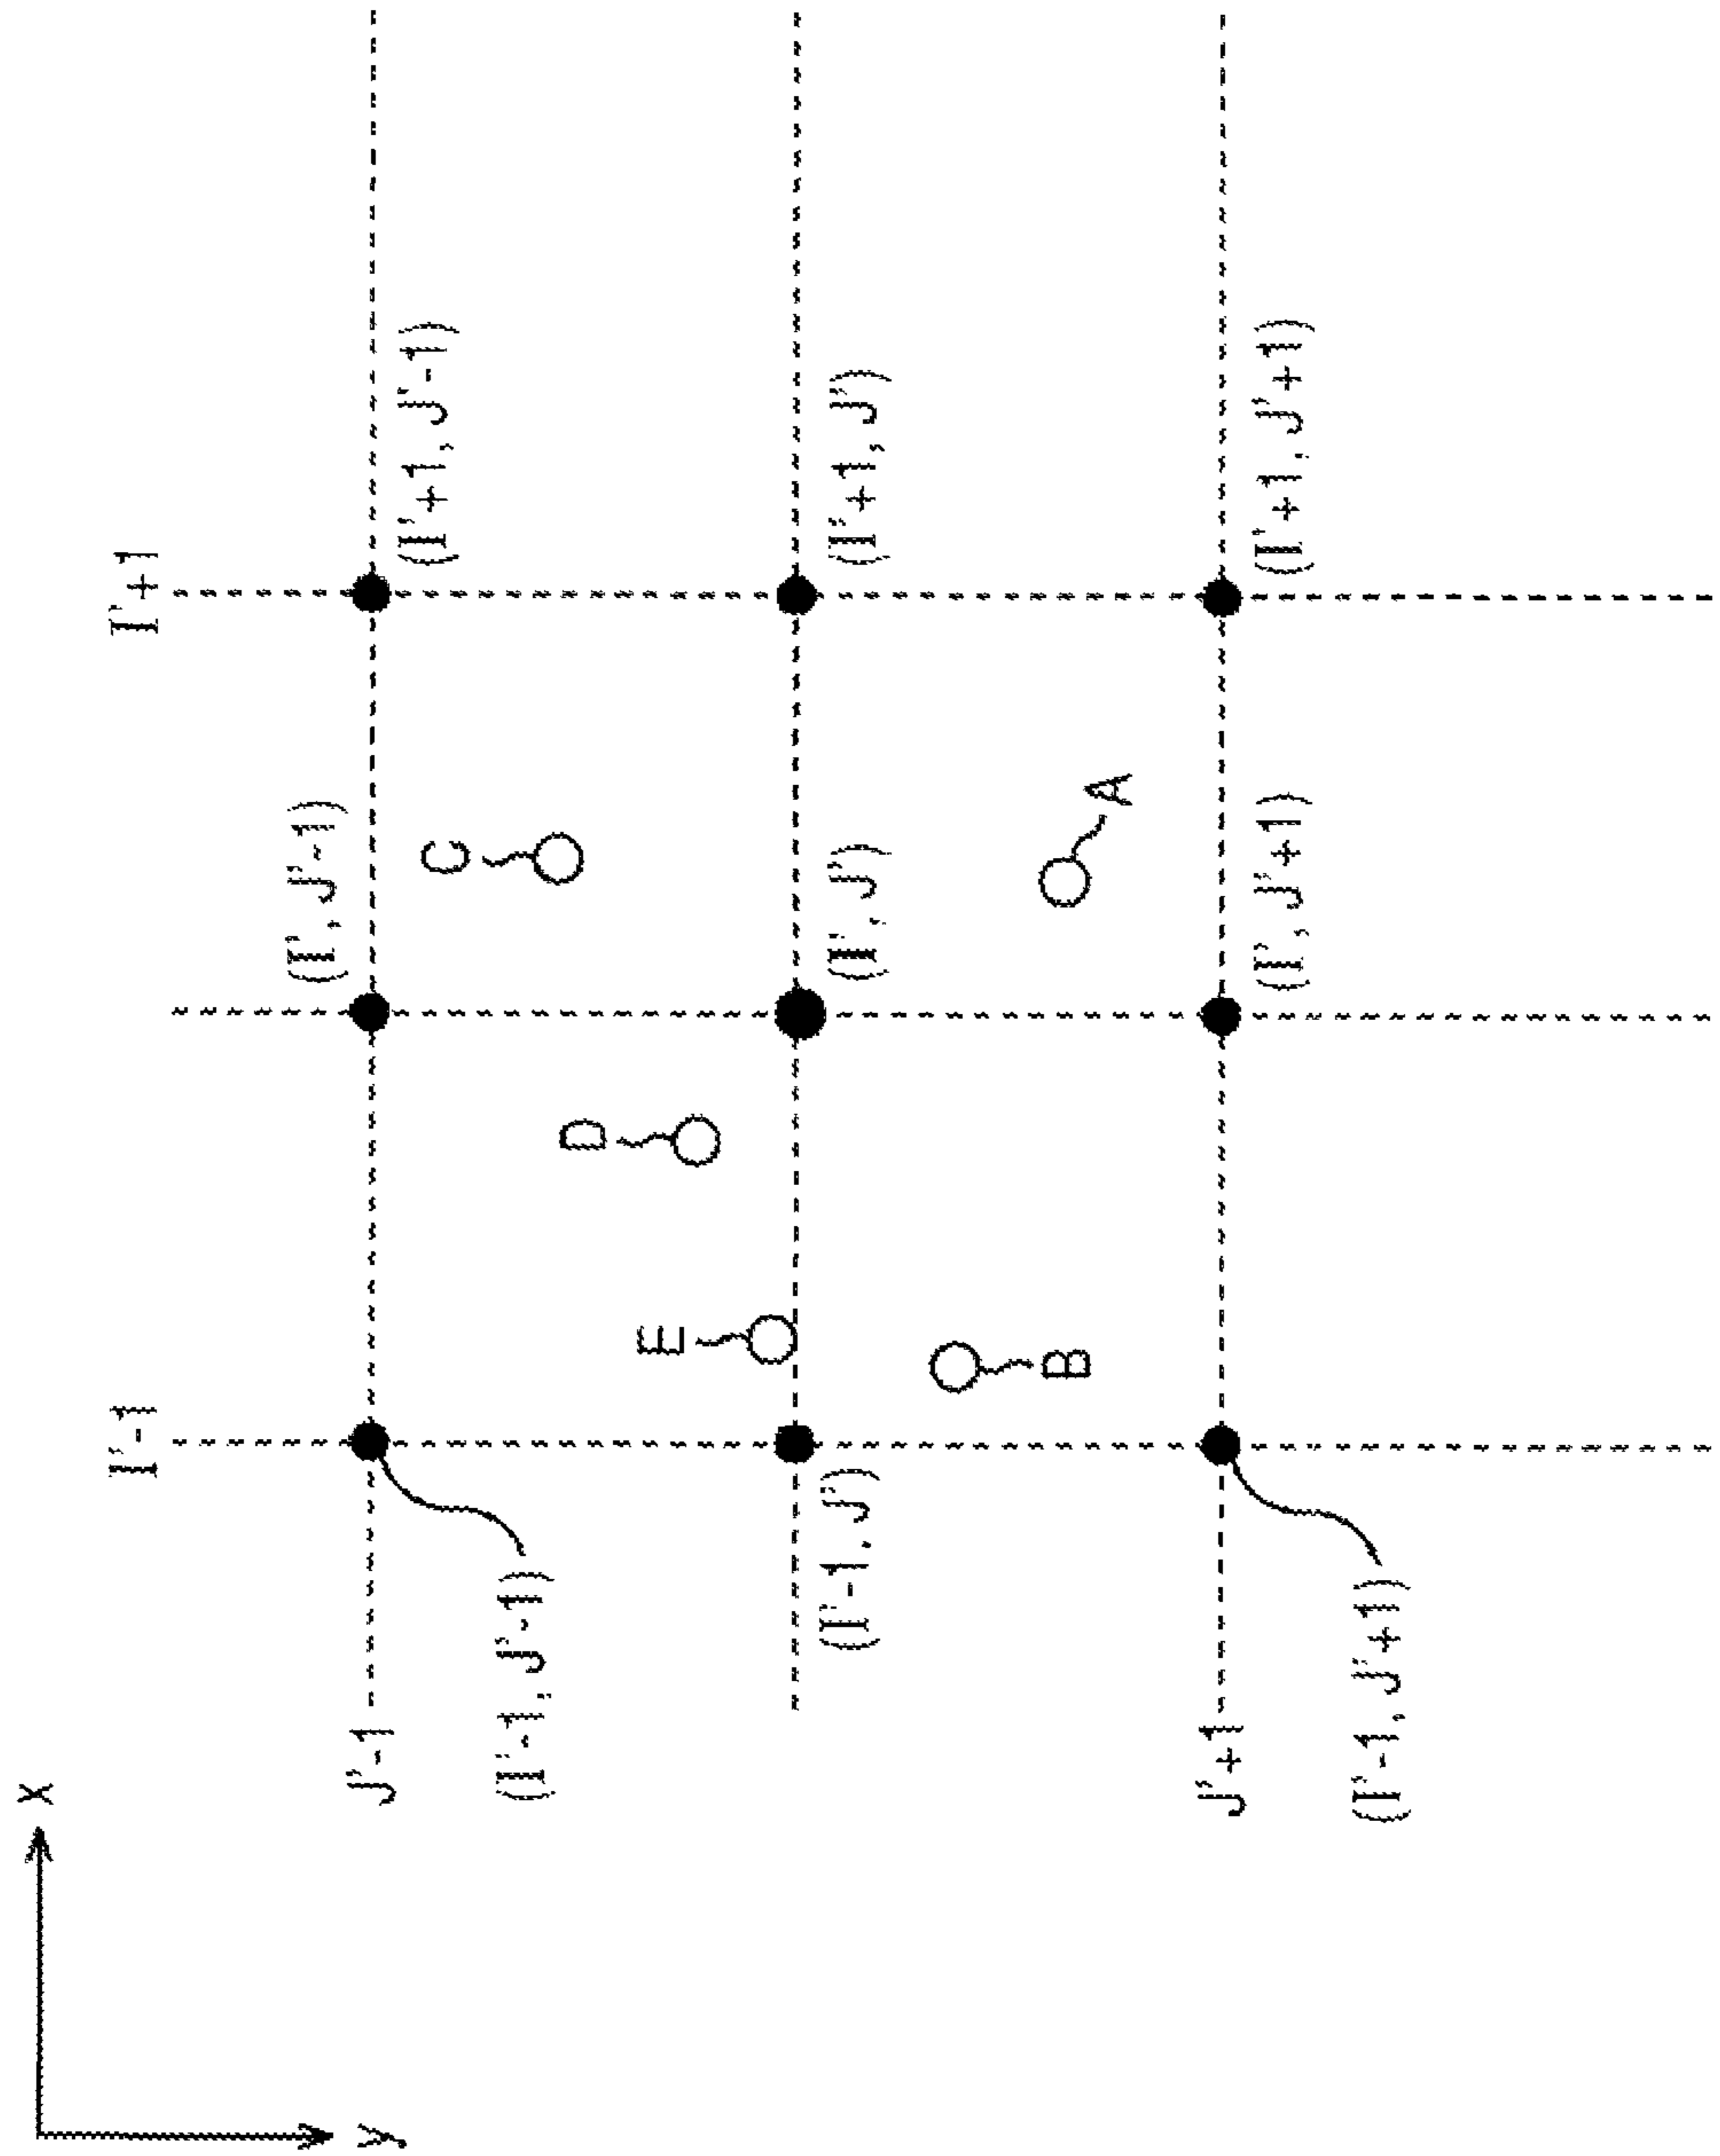 x
I'-1
I'+1
(I', J'-1)
y
J'-1
(I'+1, J'-1)
C
(I'-1, J'-1)
D
E
(I'-1, J')
(I', J')
(I'+1, J')
B
A
J'+1
(I', J'+1)
(I'+1, J'+1)
(I'-1, J'+1)